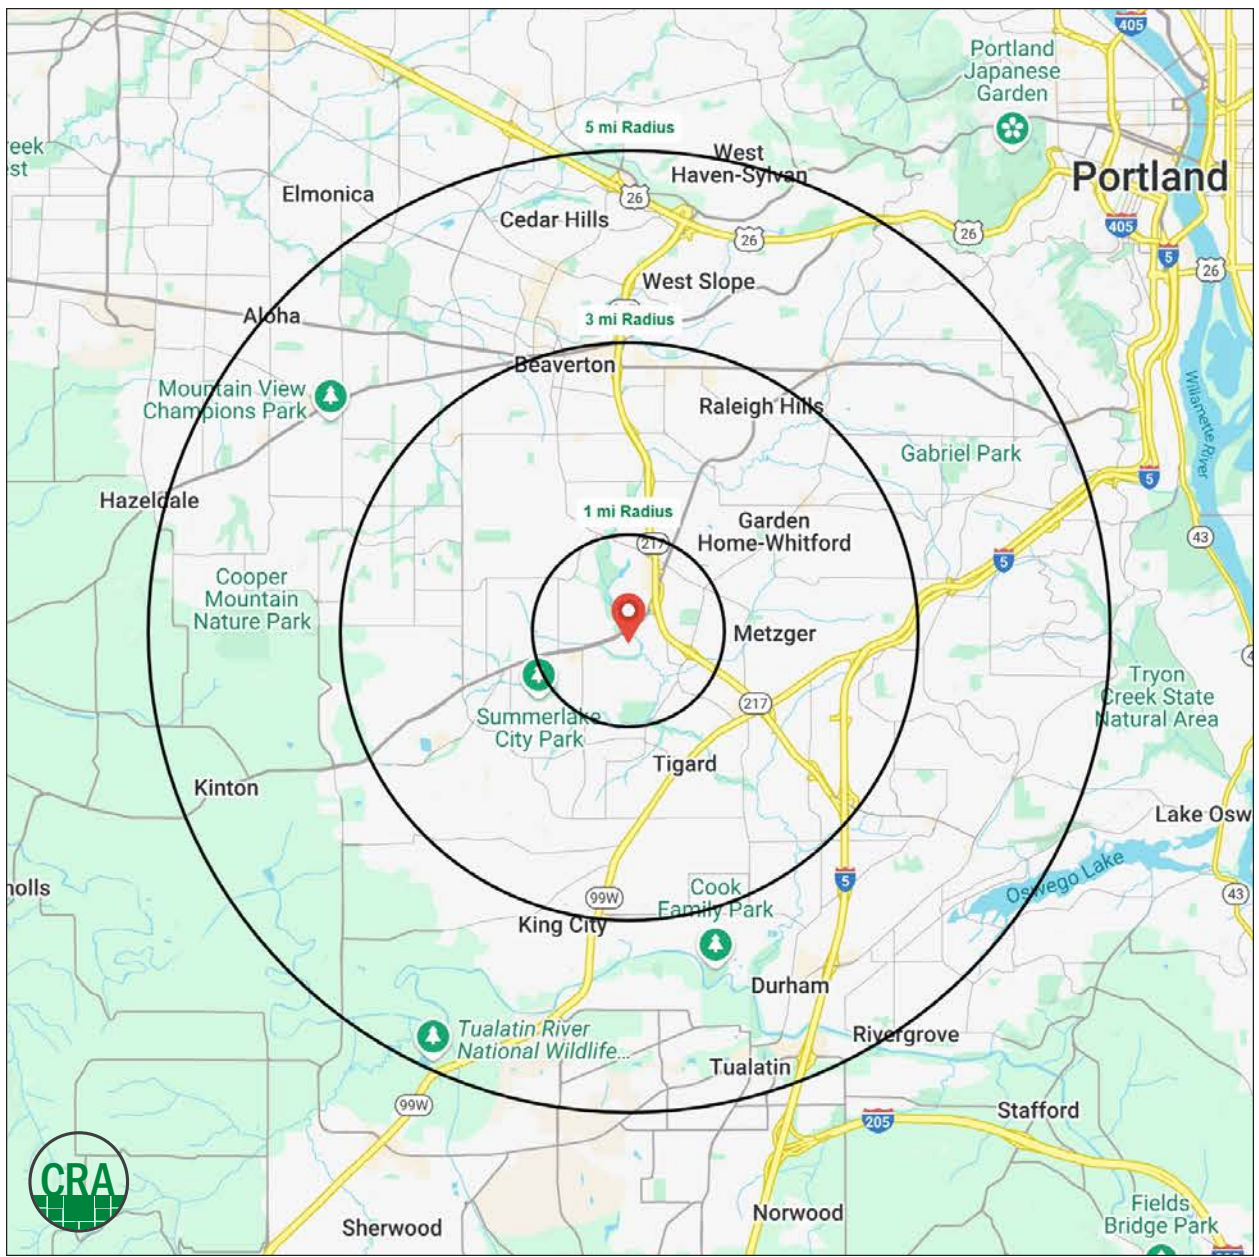 405
Portland
Japanese
Garden
5 mi Radius
reek
st
West
Haven-Sylvan
Portland
Elmonica
26
Cedar Hills
405
26
26
5
26
West Slope
Aloha
3 mi Radius
Beaverton
Mountain View
Champions Park
Raleigh Hills
Willamette River
Gabriel Park
5
Hazeldale
1 mi Radius
Garden
Home-Whitford
217
43
5
Cooper
Mountain
Nature Park
Metzger
4
Tryon
Creek State
Natural Area
217
Summerlake
City Park
Tigard
Kinton
Lake Osw
nolls
Cook
Family Park
5
Oswego Lake
43
99W
King City
Durham
Tualatin River
National Wildlife...
Rivergrove
Tualatin
99W
205
Stafford
CRA
Sherwood
Norwood
Fields
Bridge Park